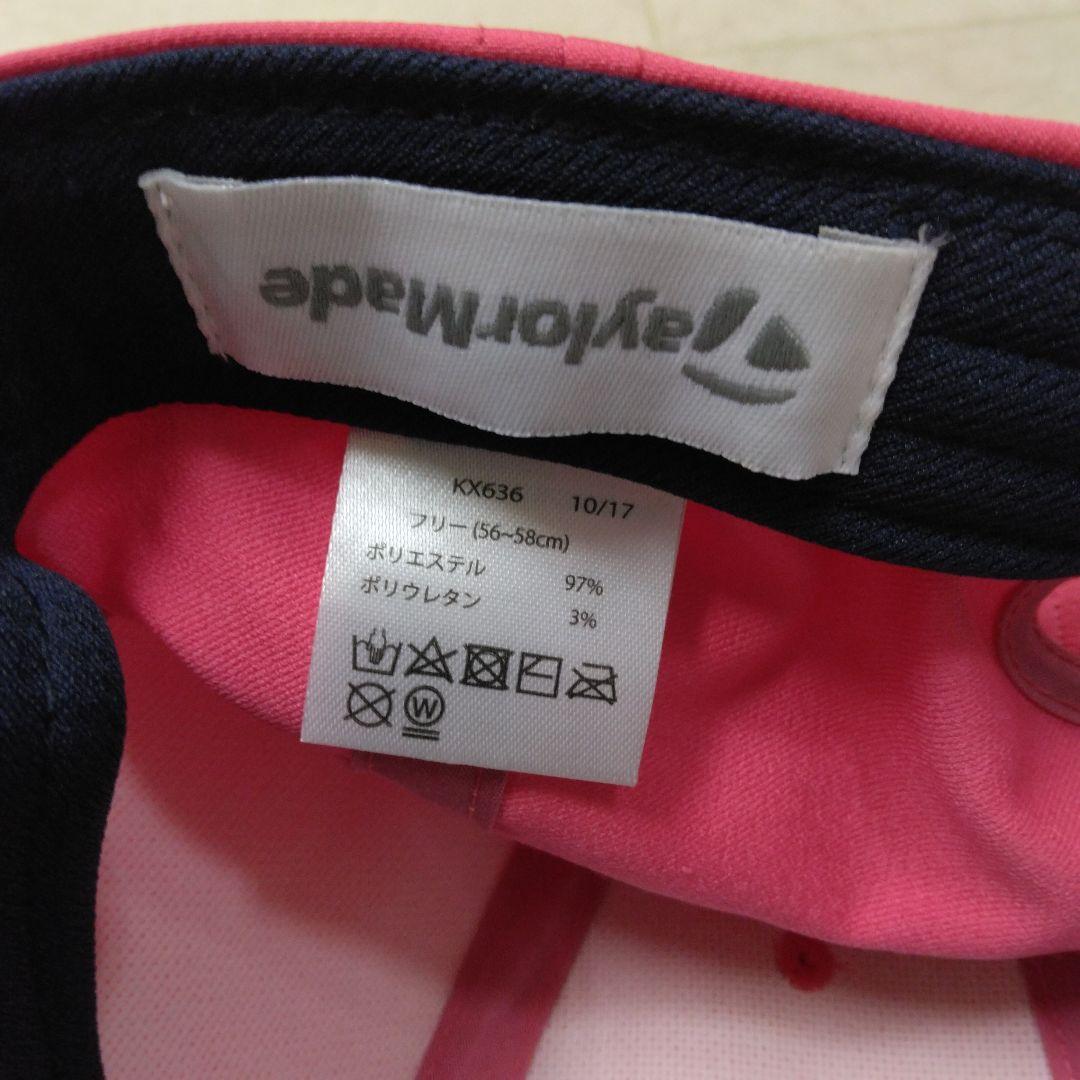 TaylorMade
KX636 10/17
フリー (56~58cm)
ポリエステル 97%
ポリウレタン 3%
W